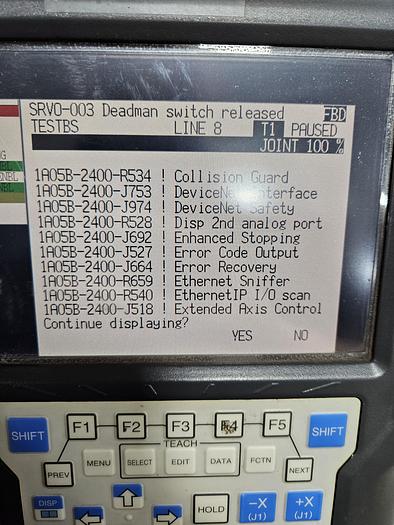 SRVO-003 Deadman switch released FBD
TESTBS LINE 8 T1 PAUSED
JOINT 100 %
1A05B-2400-R534 ! Collision Guard
1A05B-2400-J753 ! DeviceNet Interface
1A05B-2400-J974 ! DeviceNet Safety
1A05B-2400-R528 ! Disp 2nd analog port
1A05B-2400-J692 ! Enhanced Stopping
1A05B-2400-J527 ! Error Code Output
1A05B-2400-J664 ! Error Recovery
1A05B-2400-R659 ! Ethernet Sniffer
1A05B-2400-R540 ! EthernetIP I/O scan
1A05B-2400-J518 ! Extended Axis Control
Continue displaying?
YES NO
SHIFT F1 F2 F3 F4 F5 SHIFT
TEACH
PREV MENU SELECT EDIT DATA FCTN NEXT
DISP HOLD -X (J1) +X (J1)